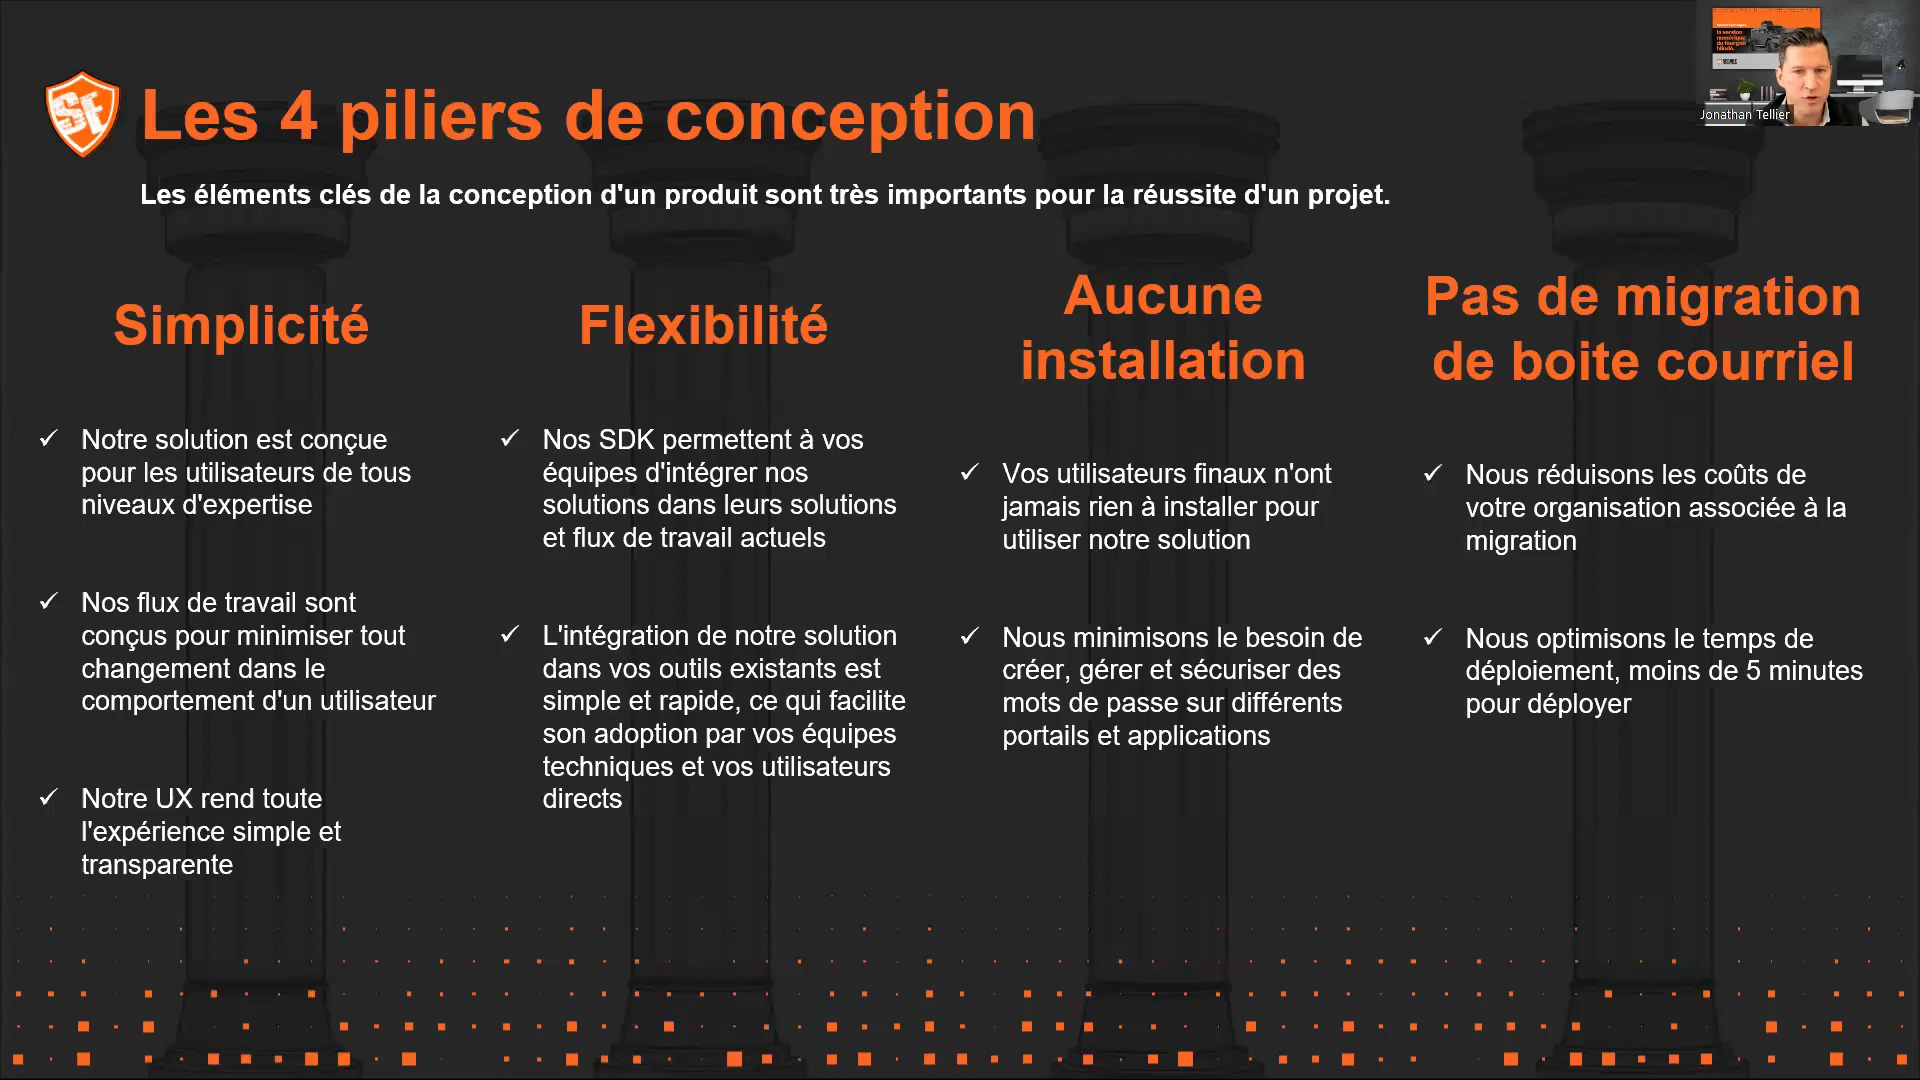 SE
Les 4 piliers de conception
Les éléments clés de la conception d'un produit sont très importants pour la réussite d'un projet.
Jonathan Tellier
la version
numérique
du fourgon
blindé.
Simplicité
Notre solution est conçue
pour les utilisateurs de tous
niveaux d'expertise
Nos flux de travail sont
conçus pour minimiser tout
changement dans le
comportement d'un utilisateur
Notre UX rend toute
l'expérience simple et
transparente
Flexibilité
Nos SDK permettent à vos
équipes d'intégrer nos
solutions dans leurs solutions
et flux de travail actuels
L'intégration de notre solution
dans vos outils existants est
simple et rapide, ce qui facilite
son adoption par vos équipes
techniques et vos utilisateurs
directs
Aucune
installation
Vos utilisateurs finaux n'ont
jamais rien à installer pour
utiliser notre solution
Nous minimisons le besoin de
créer, gérer et sécuriser des
mots de passe sur différents
portails et applications
Pas de migration
de boite courriel
Nous réduisons les coûts de
votre organisation associée à la
migration
Nous optimisons le temps de
déploiement, moins de 5 minutes
pour déployer